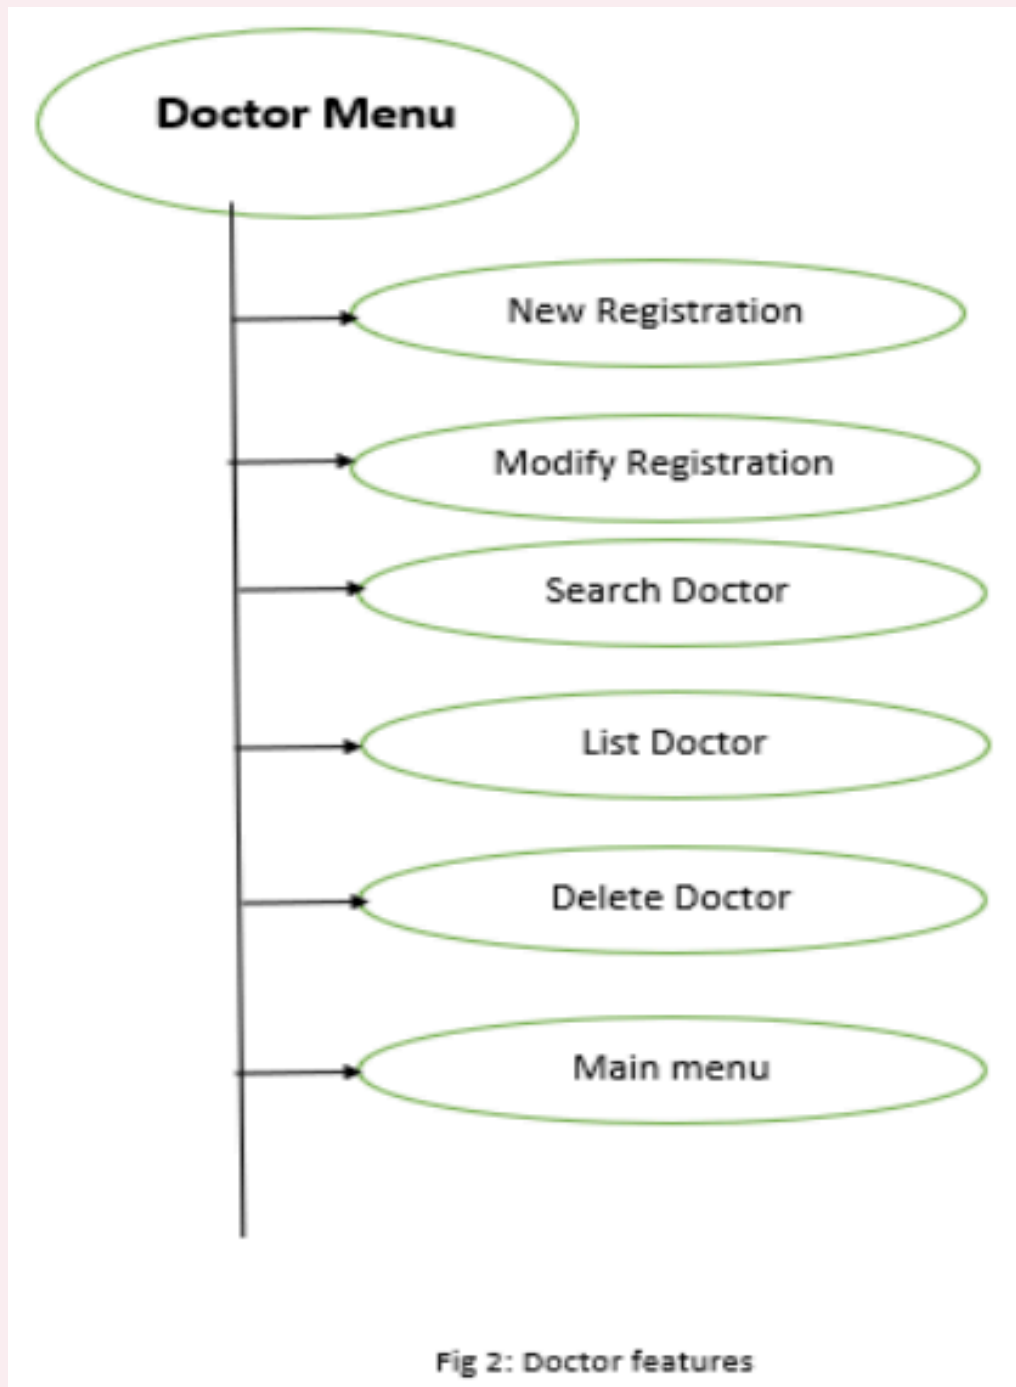 Doctor Menu
New Registration
Modify Registration
Search Doctor
List Doctor
Delete Doctor
Main menu
Fig 2: Doctor features